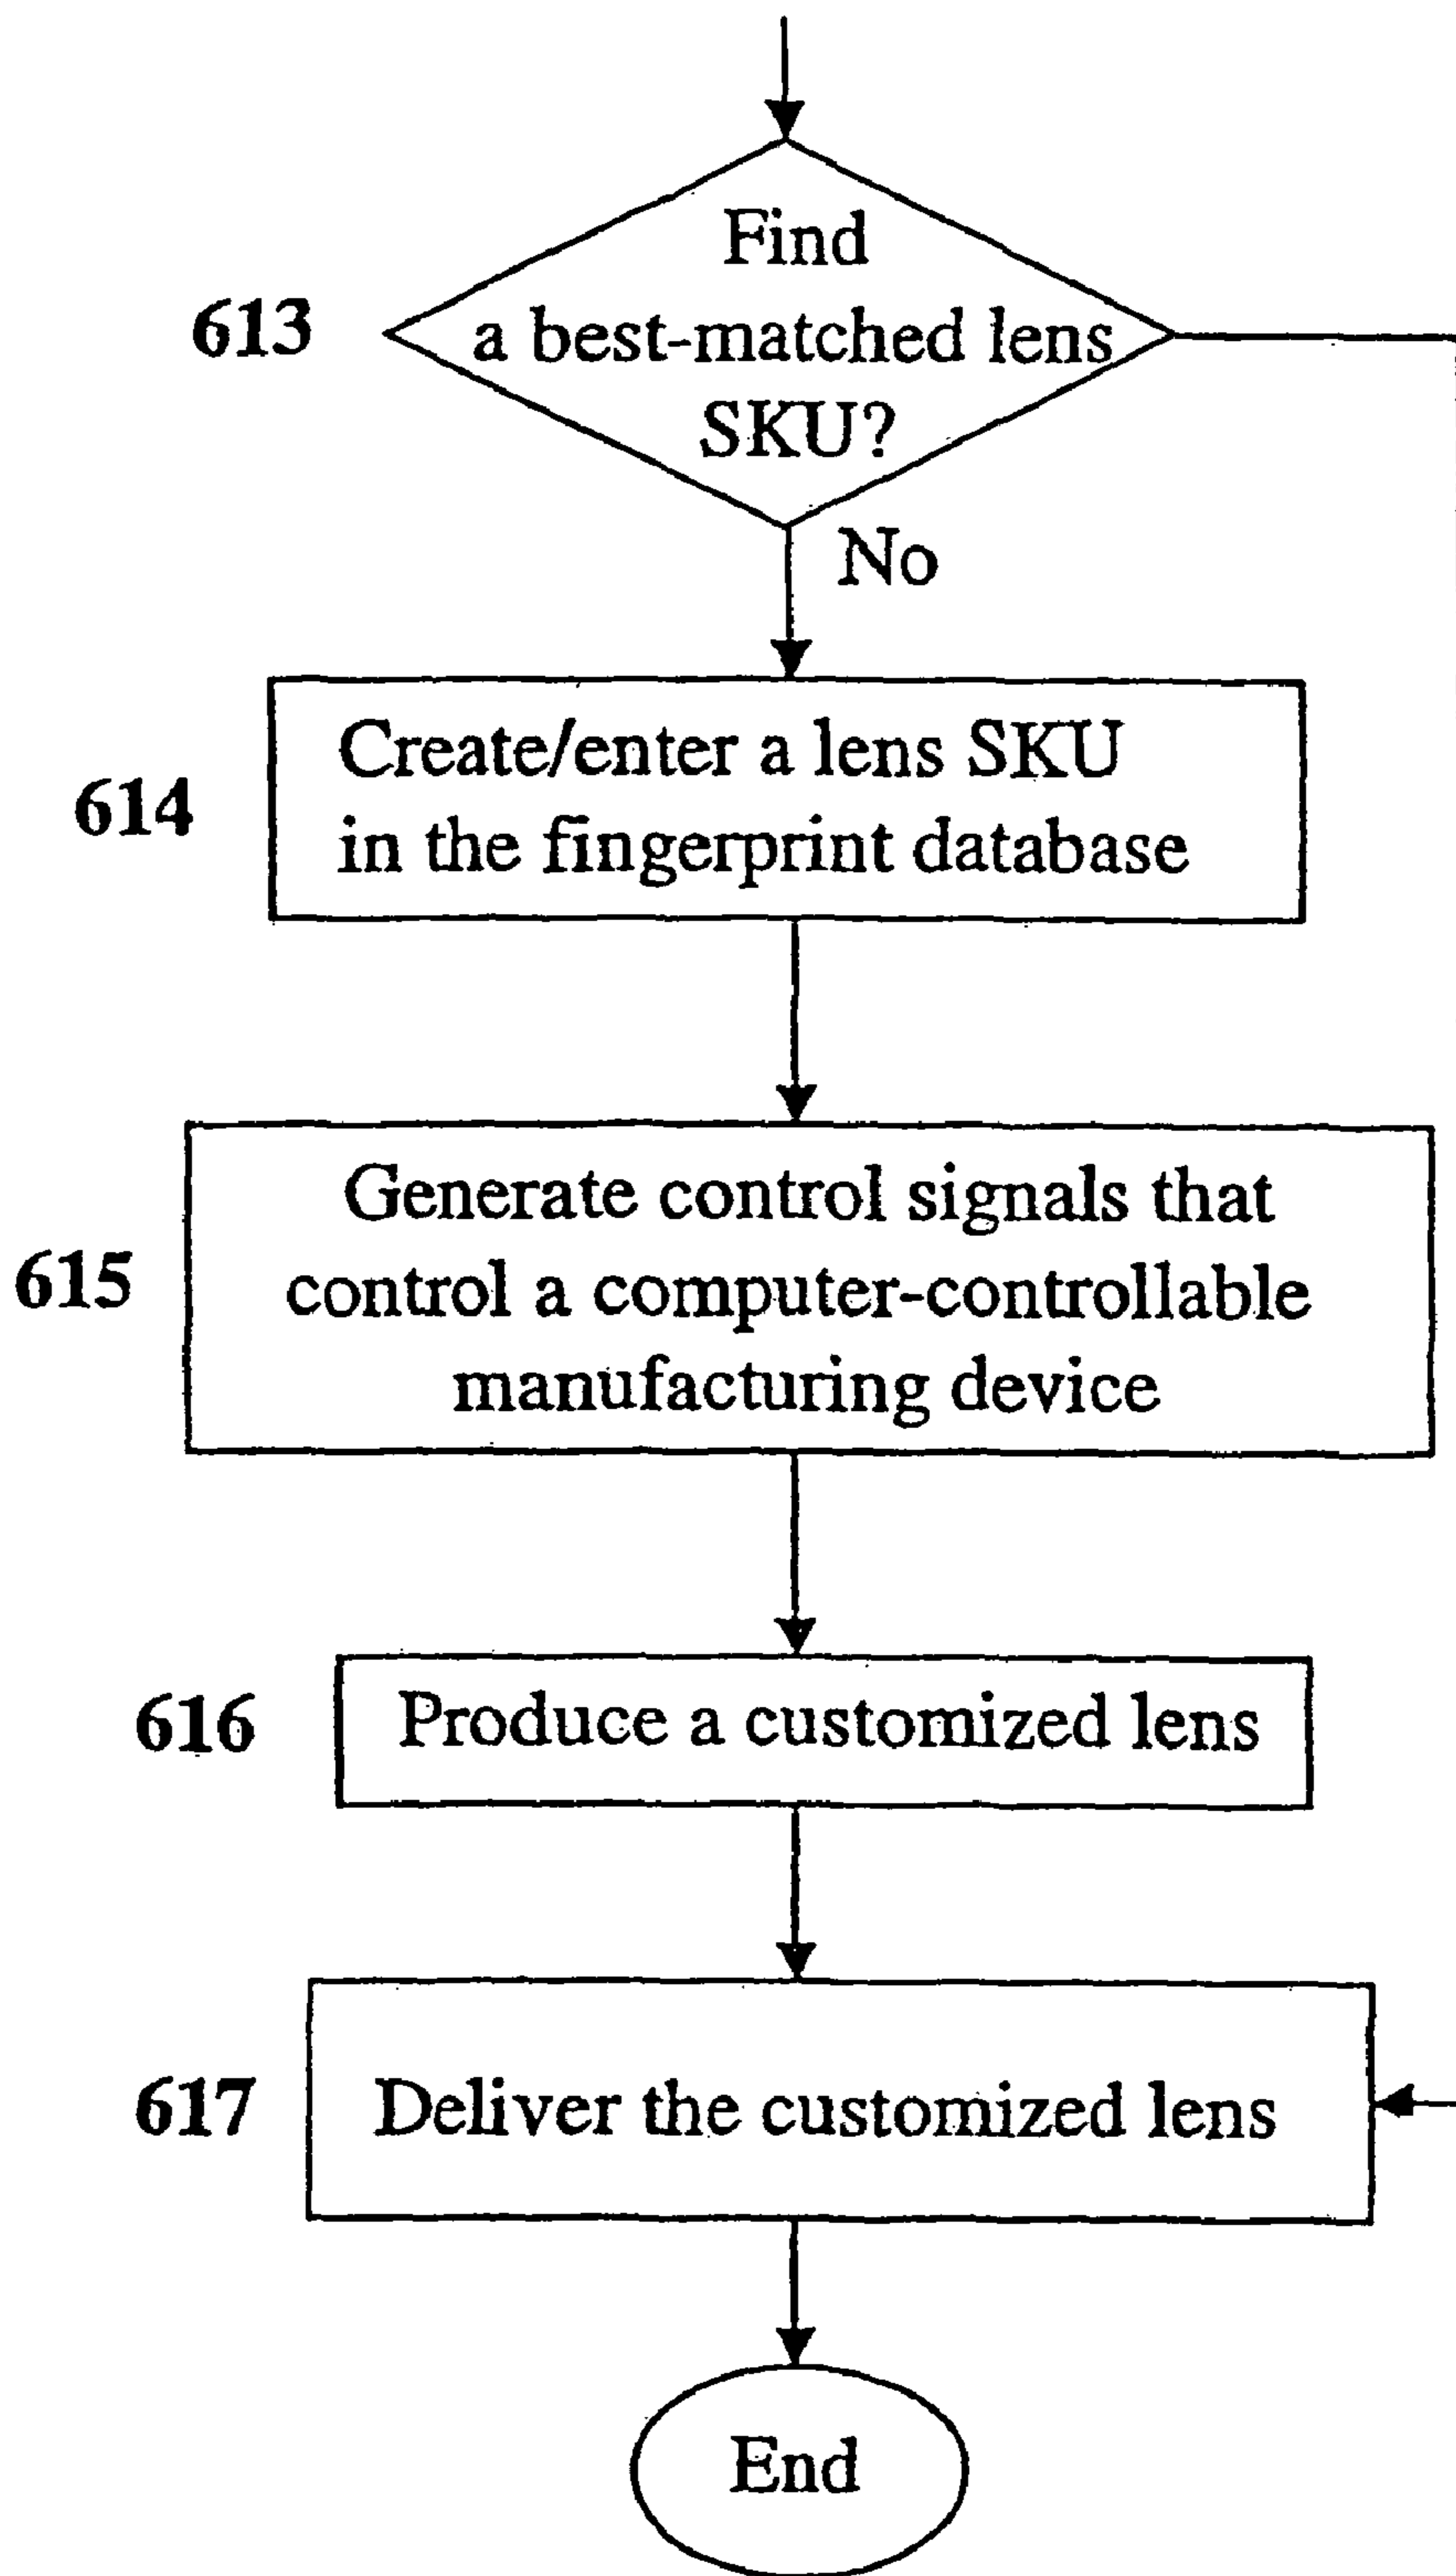 Find
613
a best-matched lens
SKU?
No
Create/enter a lens SKU
614
in the fingerprint database
Generate control signals that
615
control a computer-controllable
manufacturing device
616
Produce a customized lens
617
Deliver the customized lens
End